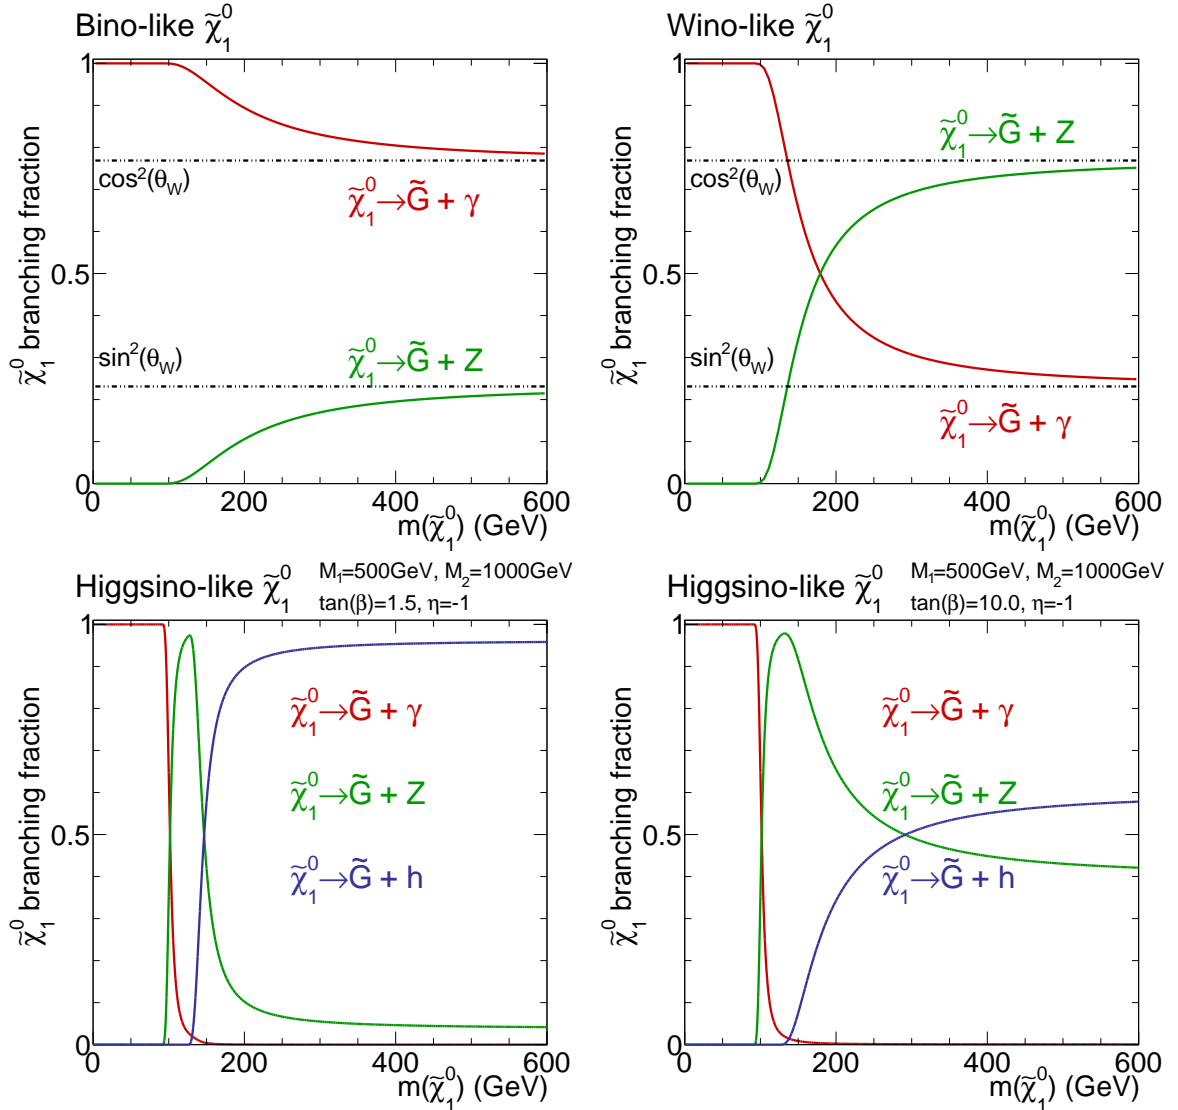 Bino-like χ̃₁⁰
χ̃₁⁰ branching fraction
1
0.5
0
cos²(θ_W)
χ̃₁⁰→G̃ + γ
sin²(θ_W)
χ̃₁⁰→G̃ + Z
0 200 400 600
m(χ̃₁⁰) (GeV)
Wino-like χ̃₁⁰
χ̃₁⁰ branching fraction
1
0.5
0
χ̃₁⁰→G̃ + Z
cos²(θ_W)
sin²(θ_W)
χ̃₁⁰→G̃ + γ
0 200 400 600
m(χ̃₁⁰) (GeV)
Higgsino-like χ̃₁⁰
M₁=500GeV, M₂=1000GeV
tan(β)=1.5, η=-1
χ̃₁⁰ branching fraction
1
0.5
0
χ̃₁⁰→G̃ + γ
χ̃₁⁰→G̃ + Z
χ̃₁⁰→G̃ + h
0 200 400 600
m(χ̃₁⁰) (GeV)
Higgsino-like χ̃₁⁰
M₁=500GeV, M₂=1000GeV
tan(β)=10.0, η=-1
χ̃₁⁰ branching fraction
1
0.5
0
χ̃₁⁰→G̃ + γ
χ̃₁⁰→G̃ + Z
χ̃₁⁰→G̃ + h
0 200 400 600
m(χ̃₁⁰) (GeV)